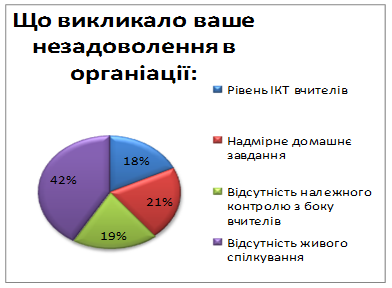 Що викликало ваше
незадоволення в
організації:
Рівень ІКТ вчителів
Надмірне домашнє
завдання
Відсутність належного
контролю з боку
вчителів
Відсутність живого
спілкування
18%
21%
19%
42%